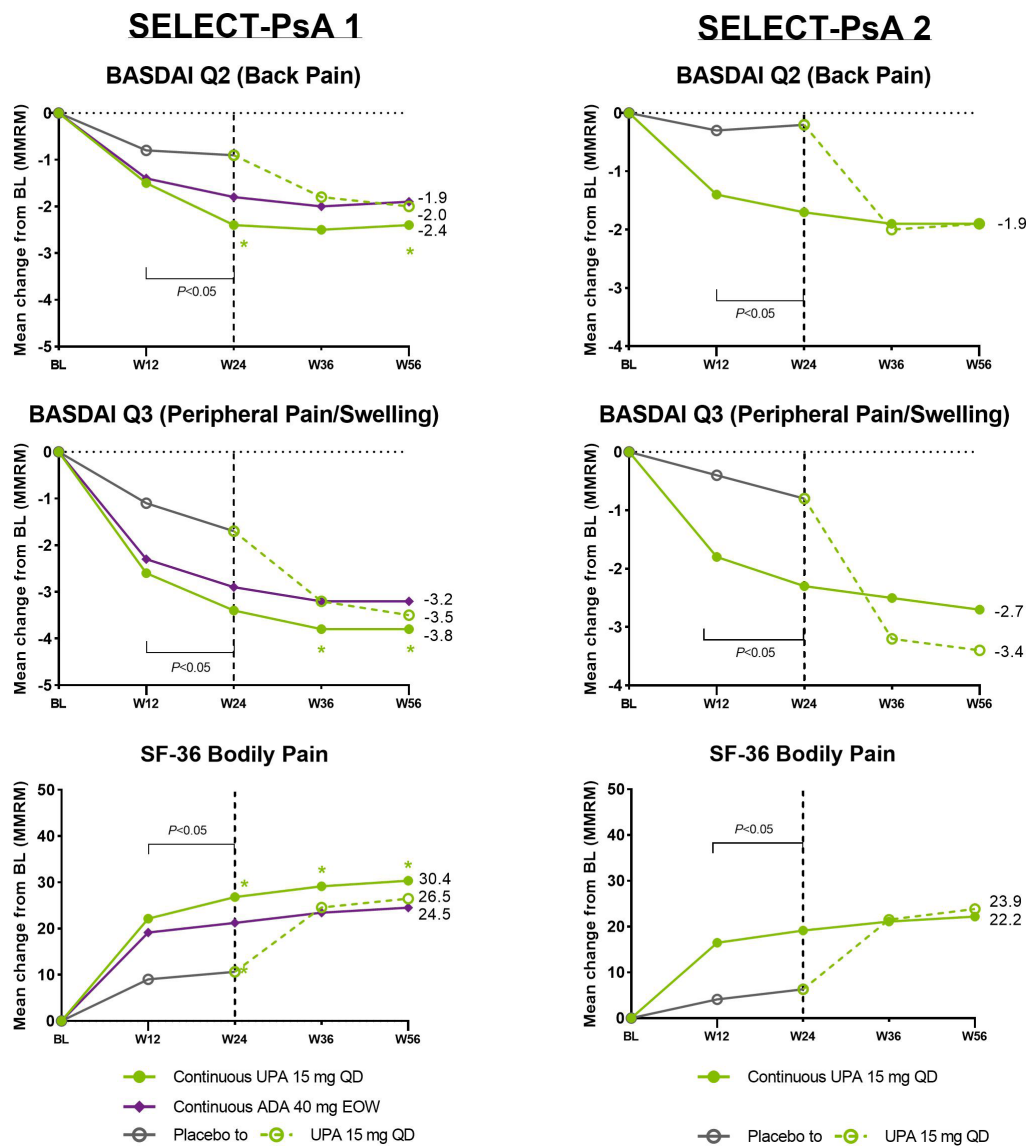 SELECT-PsA 1
BASDAI Q2 (Back Pain)
Mean change from BL (MMRM)
0
-1
-2
-3
-4
-5
BL
W12
W24
W36
W56
P<0.05
*
*
-1.9
-2.0
-2.4
SELECT-PsA 2
BASDAI Q2 (Back Pain)
Mean change from BL (MMRM)
0
-1
-2
-3
-4
BL
W12
W24
W36
W56
P<0.05
-1.9
BASDAI Q3 (Peripheral Pain/Swelling)
Mean change from BL (MMRM)
0
-1
-2
-3
-4
-5
BL
W12
W24
W36
W56
P<0.05
*
*
-3.2
-3.5
-3.8
BASDAI Q3 (Peripheral Pain/Swelling)
Mean change from BL (MMRM)
0
-1
-2
-3
-4
BL
W12
W24
W36
W56
P<0.05
-2.7
-3.4
SF-36 Bodily Pain
Mean change from BL (MMRM)
50
40
30
20
10
0
BL
W12
W24
W36
W56
P<0.05
*
*
*
*
30.4
26.5
24.5
SF-36 Bodily Pain
Mean change from BL (MMRM)
50
40
30
20
10
0
BL
W12
W24
W36
W56
P<0.05
23.9
22.2
Continuous UPA 15 mg QD
Continuous ADA 40 mg EOW
Placebo to UPA 15 mg QD
Continuous UPA 15 mg QD
Placebo to UPA 15 mg QD